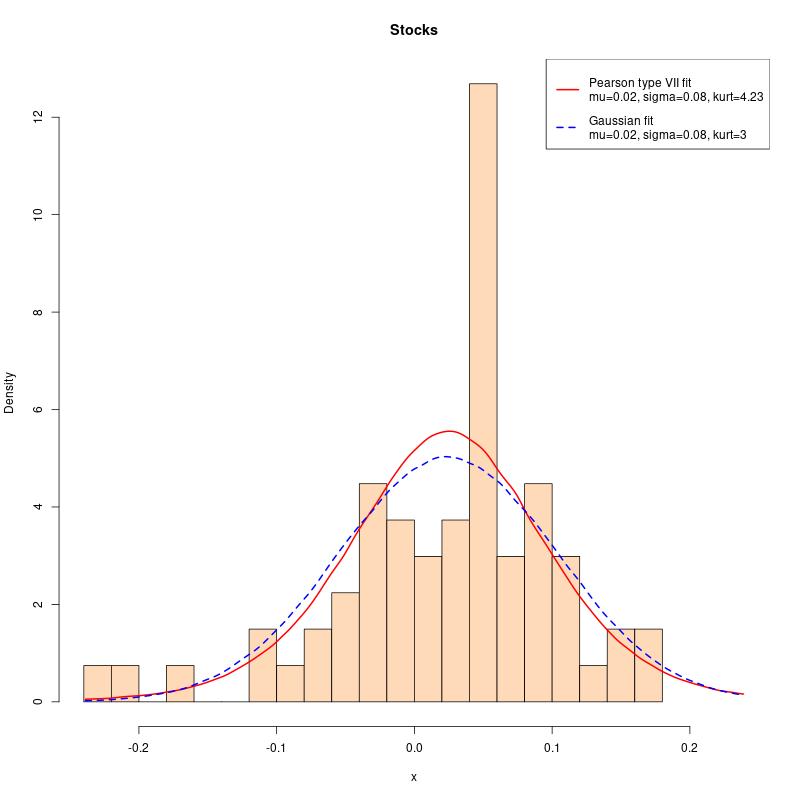 Stocks
Pearson type VII fit
mu=0.02, sigma=0.08, kurt=4.23
Gaussian fit
mu=0.02, sigma=0.08, kurt=3
12
10
8
6
4
2
0
Density
-0.2
-0.1
0.0
0.1
0.2
x